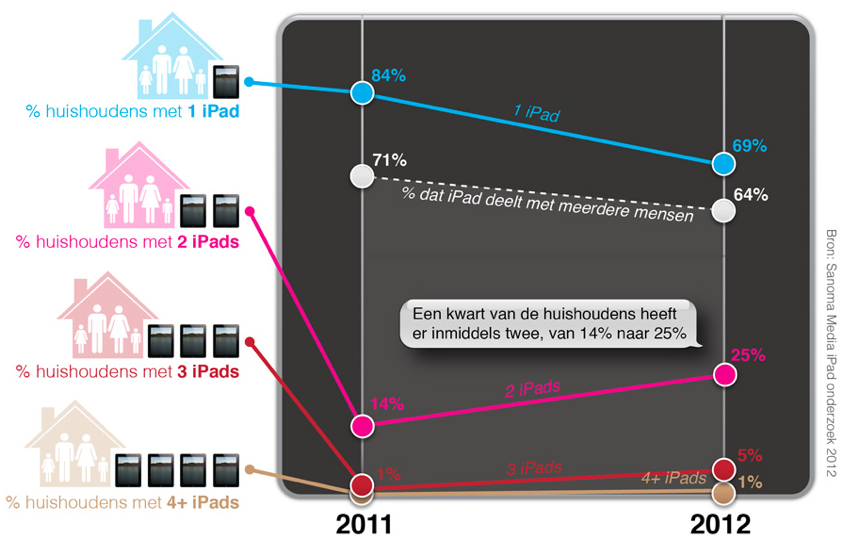 % huishoudens met 1 iPad
% huishoudens met 2 iPads
% huishoudens met 3 iPads
% huishoudens met 4+ iPads
84%
1 iPad
69%
71%
% dat iPad deelt met meerdere mensen
64%
Een kwart van de huishoudens heeft
er inmiddels twee, van 14% naar 25%
25%
14%
2 iPads
1%
3 iPads
5%
4+ iPads
1%
2011
2012
Bron: Sanoma Media iPad onderzoek 2012